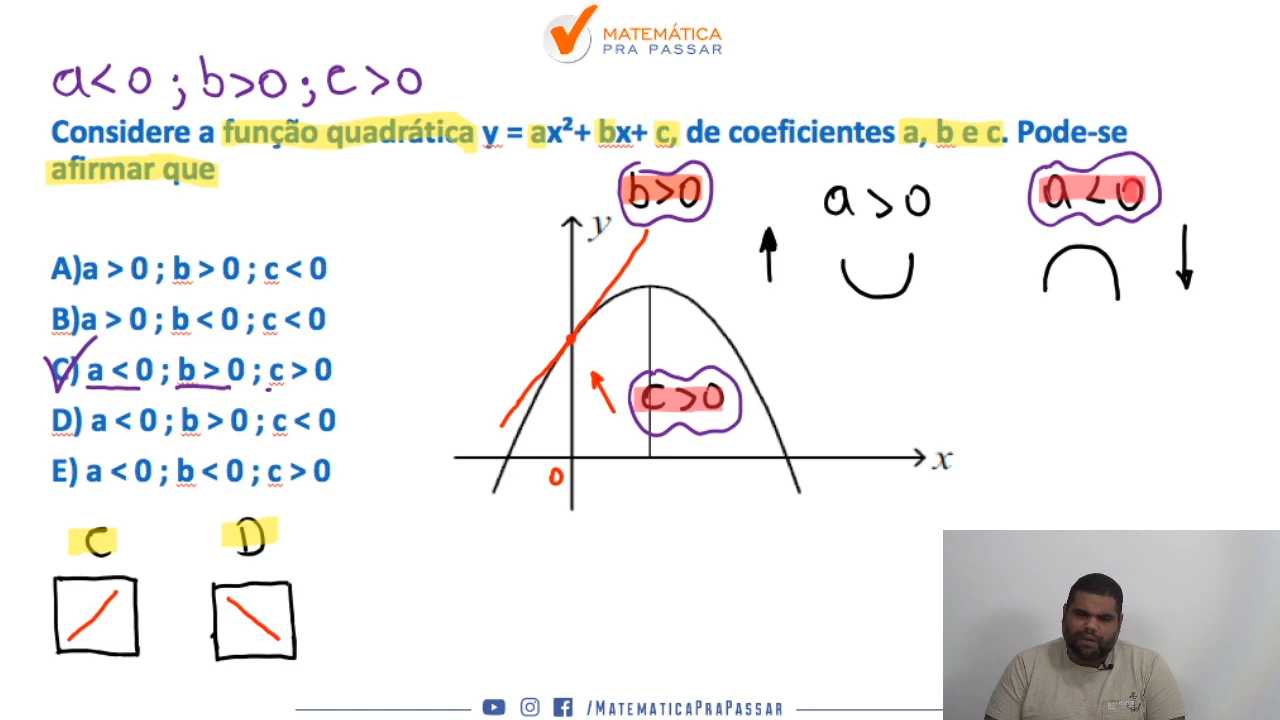 MATEMÁTICA
PRA PASSAR
a<0 ; b>0 ; c>0
Considere a função quadrática y = ax²+ bx+ c, de coeficientes a, b e c. Pode-se
afirmar que
b>0
a>0
a<0
y
A)a > 0 ; b > 0 ; c < 0
B)a > 0 ; b < 0 ; c < 0
C) a < 0 ; b > 0 ; c > 0
D) a < 0 ; b > 0 ; c < 0
E) a < 0 ; b < 0 ; c > 0
c>0
x
0
C
D
/MatematicaPraPassar